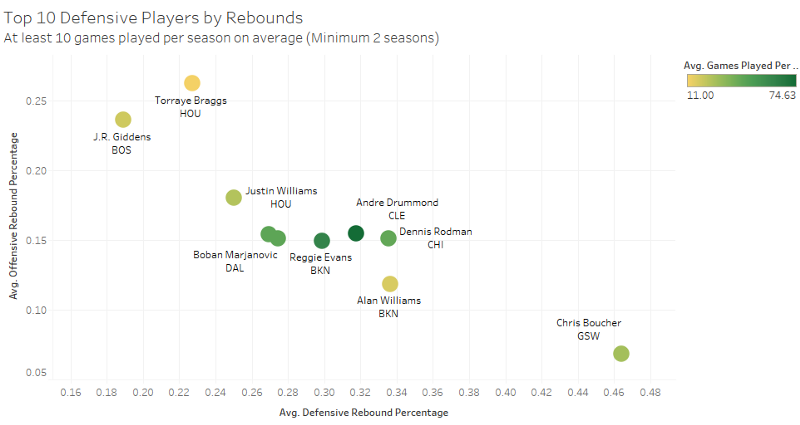 Top 10 Defensive Players by Rebounds
At least 10 games played per season on average (Minimum 2 seasons)
Avg. Games Played Per ..
11.00 74.63
Avg. Offensive Rebound Percentage
0.25
0.20
0.15
0.10
0.05
Torraye Braggs
HOU
J.R. Giddens
BOS
Justin Williams
HOU
Andre Drummond
CLE
Dennis Rodman
CHI
Boban Marjanovic
DAL
Reggie Evans
BKN
Alan Williams
BKN
Chris Boucher
GSW
0.16 0.18 0.20 0.22 0.24 0.26 0.28 0.30 0.32 0.34 0.36 0.38 0.40 0.42 0.44 0.46 0.48
Avg. Defensive Rebound Percentage